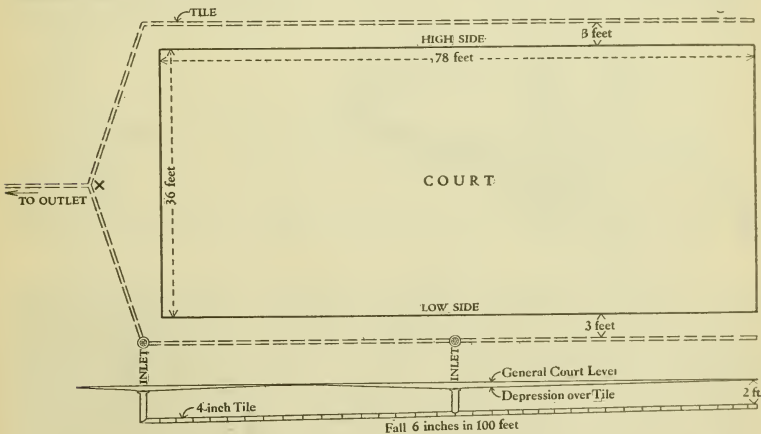 TILE
HIGH SIDE
3 feet
78 feet
36 feet
COURT
X
TO OUTLET
LOW SIDE
3 feet
INLET
INLET
General Court Level
Depression over Tile
2
4-inch Tile
Fall 6 inches in 100 feet